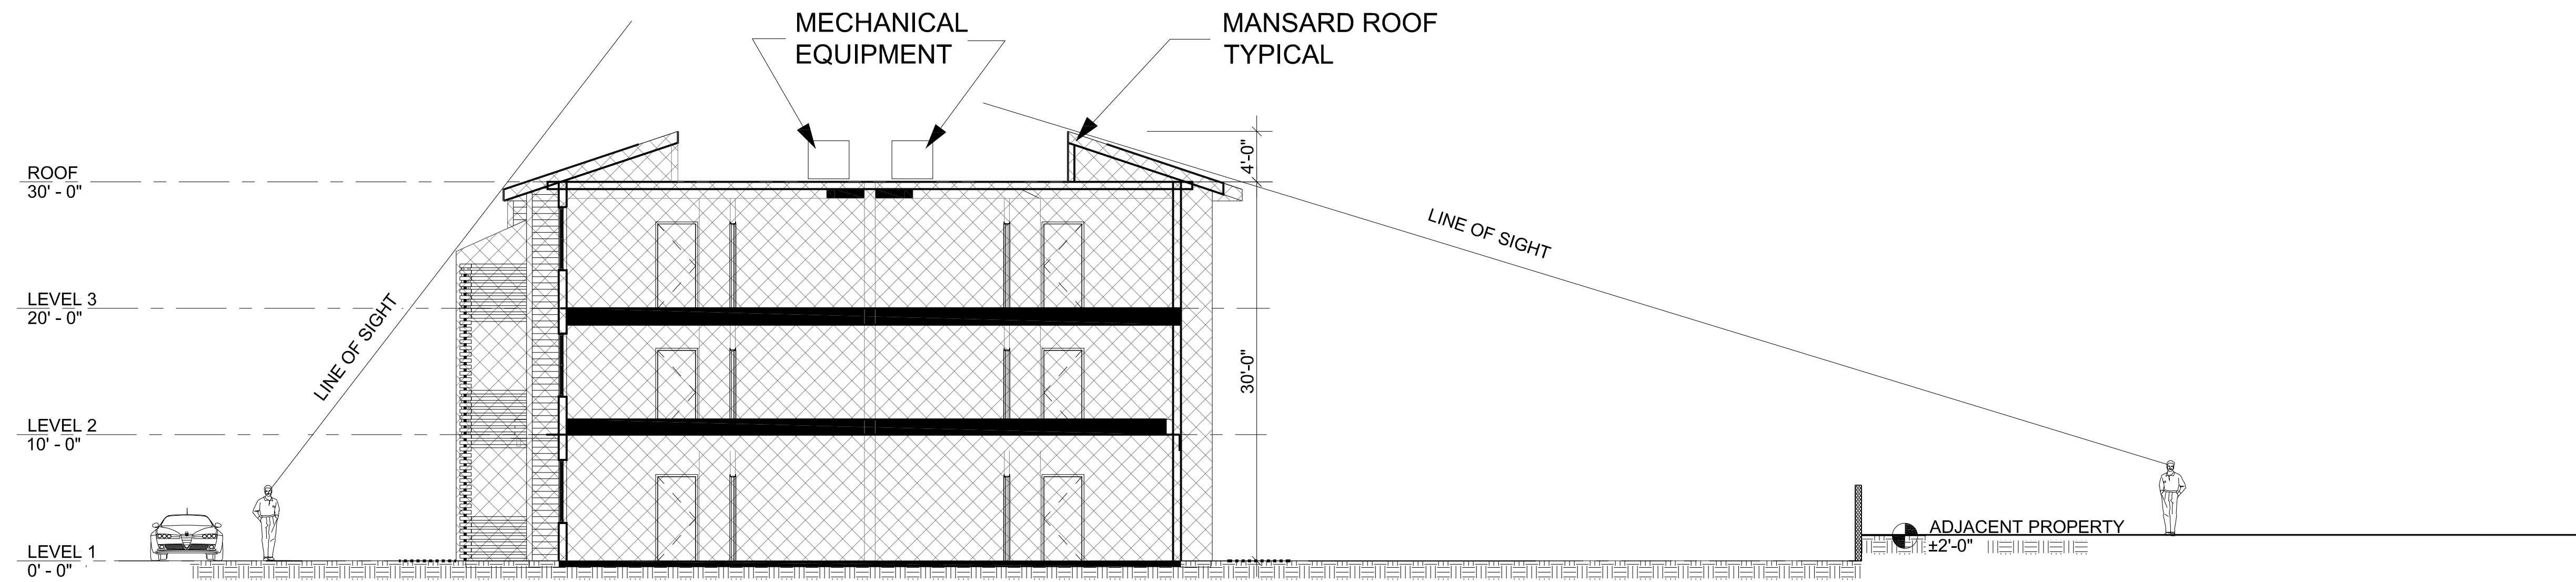 MECHANICAL
EQUIPMENT
MANSARD ROOF
TYPICAL
ROOF
30' - 0"
4'-0"
LINE OF SIGHT
LINE OF SIGHT
LEVEL 3
20' - 0"
30'-0"
LEVEL 2
10' - 0"
ADJACENT PROPERTY
±2'-0"
LEVEL 1
0' - 0"